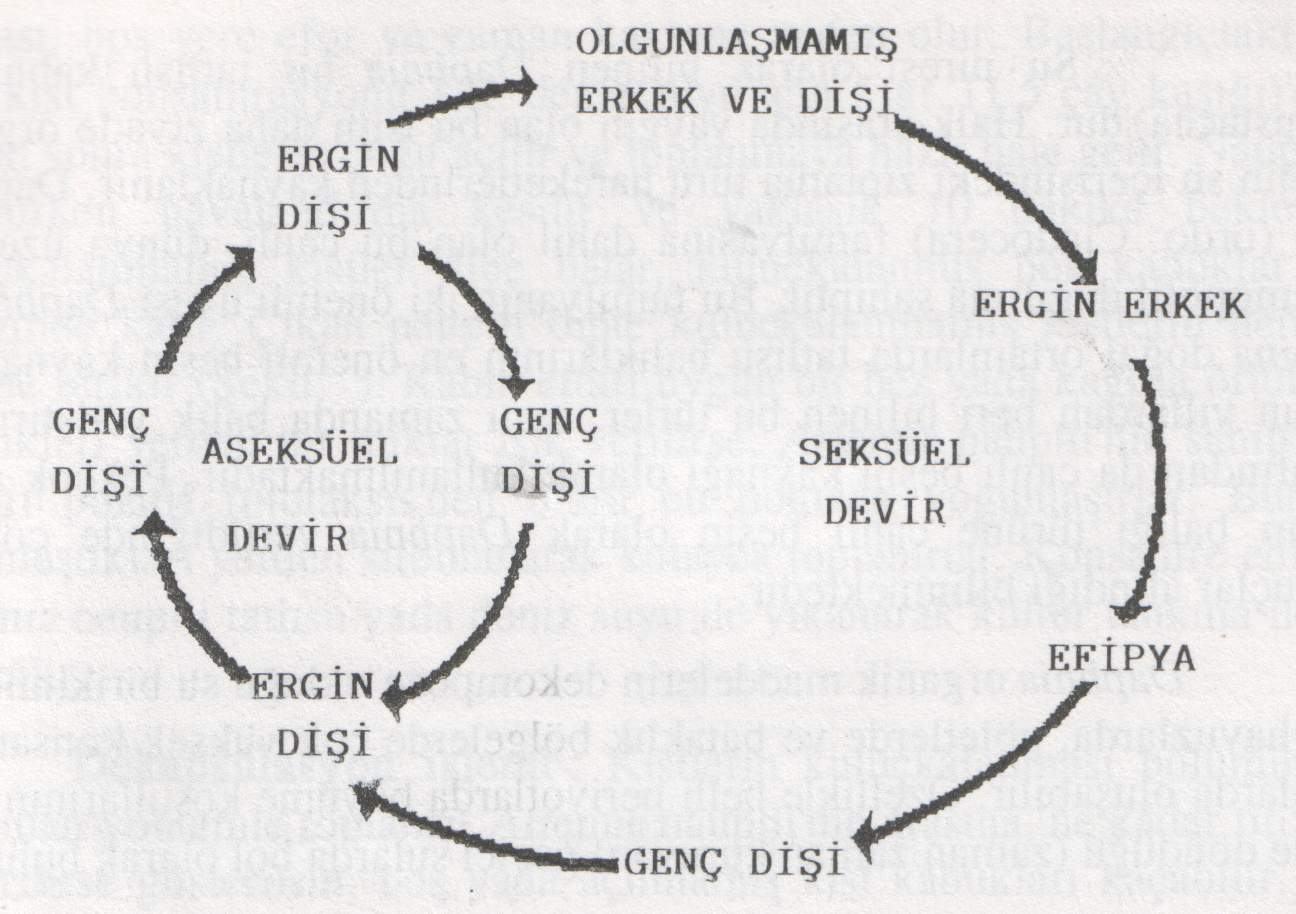 OLGUNLAŞMAMIŞ
ERKEK VE DİŞİ
ERGİN
DİŞİ
ERGİN ERKEK
GENÇ
DİŞİ
ASEKSÜEL
DEVİR
GENÇ
DİŞİ
SEKSÜEL
DEVİR
EFİPYA
ERGİN
DİŞİ
GENÇ DİŞİ